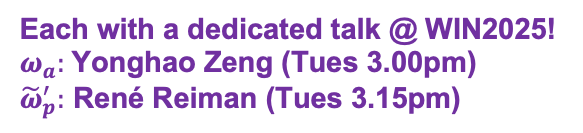 Each with a dedicated talk @ WIN2025!
𝝎ₐ: Yonghao Zeng (Tues 3.00pm)
𝝎̃′ₚ: René Reiman (Tues 3.15pm)